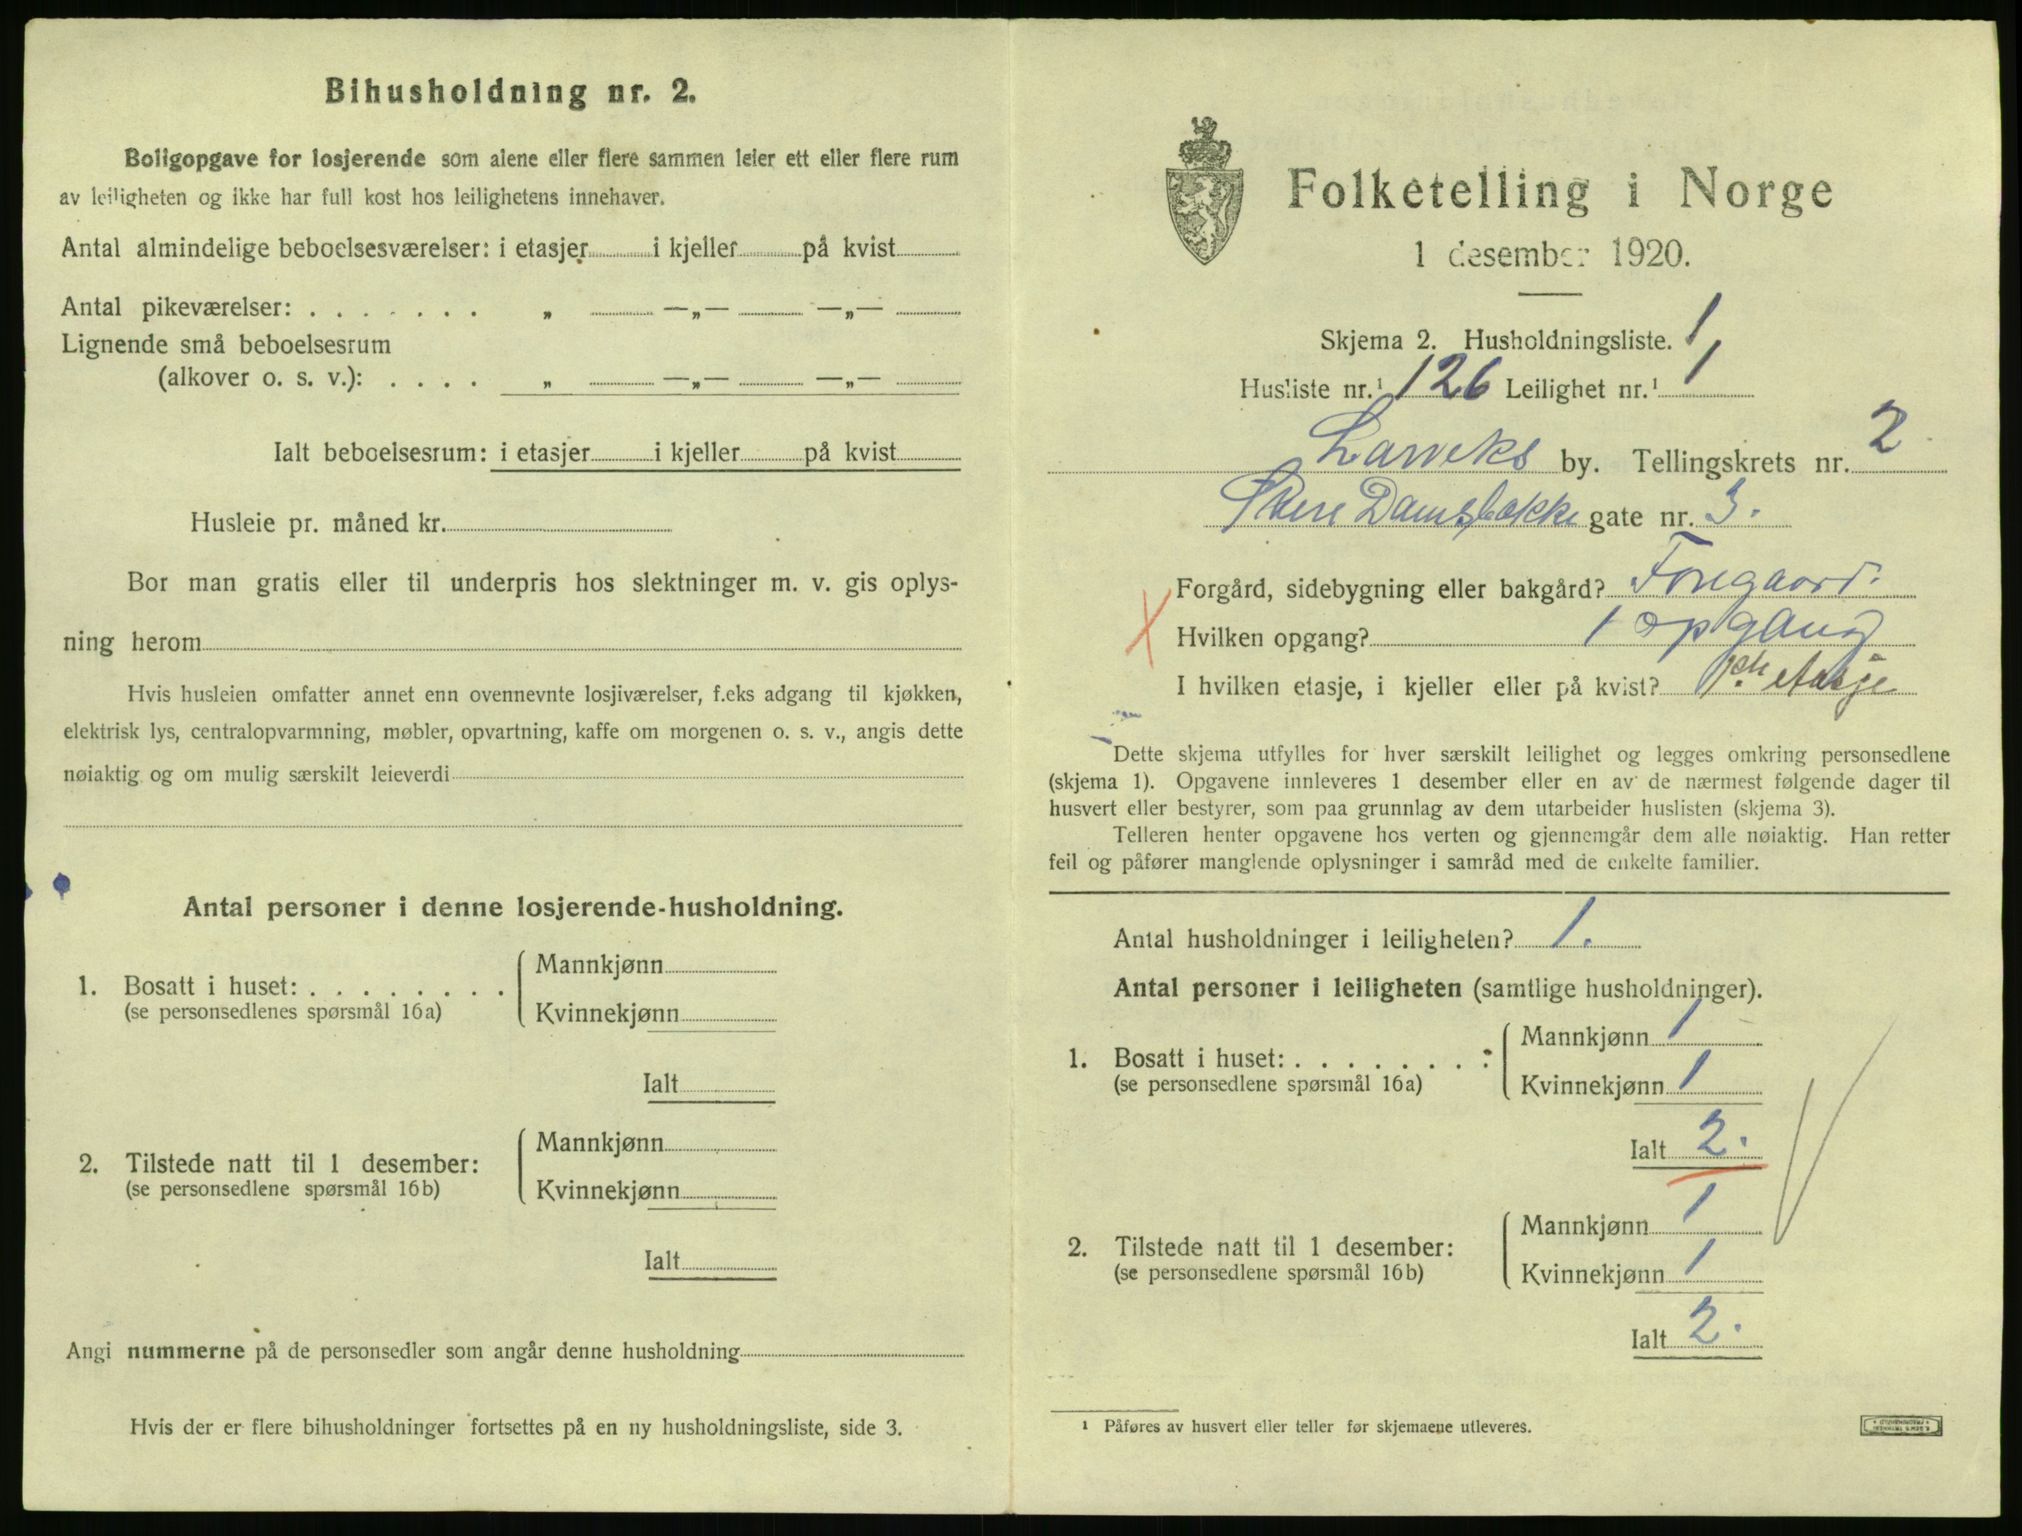 Bihusholdning nr. 2.
Boligopgave for losjerende som alene eller flere sammen leier ett eller flere rum
av leiligheten og ikke har full kost hos leilighetens innehaver.
Antal almindelige beboelsesværelser: i etasjer i kjeller på kvist
Antal pikeværelser: . . . . . . . „ —„— —„—
Lignende små beboelsesrum
(alkover o. s. v.): . . . . „ —„— —„—
Ialt beboelsesrum: i etasjer i kjeller på kvist
Husleie pr. måned kr.
Bor man gratis eller til underpris hos slektninger m. v. gis oplys-
ning herom
Hvis husleien omfatter annet enn ovennevnte losjiværelser, f.eks adgang til kjøkken,
elektrisk lys, centralopvarmning, møbler, opvartning, kaffe om morgenen o. s. v., angis dette
nøiaktig og om mulig særskilt leieverdi
Antal personer i denne losjerende-husholdning.
1. Bosatt i huset: . . . . . . . . Mannkjønn
(se personsedlenes spørsmål 16a) Kvinnekjønn
Ialt
2. Tilstede natt til 1 desember: Mannkjønn
(se personsedlene spørsmål 16b) Kvinnekjønn
Ialt
Angi nummerne på de personsedler som angår denne husholdning
Hvis der er flere bihusholdninger fortsettes på en ny husholdningsliste, side 3.
Folketelling i Norge
1 desember 1920.
Skjema 2. Husholdningsliste. 1
Husliste nr.¹ 126 Leilighet nr.¹ 1
Larviks by. Tellingskrets nr. 2
Damsbakke gate nr. 3.
Forgård, sidebygning eller bakgård? Forgaard.
Hvilken opgang? 1 opgang
I hvilken etasje, i kjeller eller på kvist? 1ste etasje
Dette skjema utfylles for hver særskilt leilighet og legges omkring personsedlene
(skjema 1). Opgavene innleveres 1 desember eller en av de nærmest følgende dager til
husvert eller bestyrer, som paa grunnlag av dem utarbeider huslisten (skjema 3).
Telleren henter opgavene hos verten og gjennemgår dem alle nøiaktig. Han retter
feil og påfører manglende oplysninger i samråd med de enkelte familier.
Antal husholdninger i leiligheten? 1.
Antal personer i leiligheten (samtlige husholdninger).
1. Bosatt i huset: . . . . . . . : Mannkjønn 1
(se personsedlene spørsmål 16a) Kvinnekjønn 1
Ialt 2.
2. Tilstede natt til 1 desember: Mannkjønn 1
(se personsedlene spørsmål 16b) Kvinnekjønn 1
Ialt 2.
¹ Påføres av husvert eller teller før skjemaene utleveres.